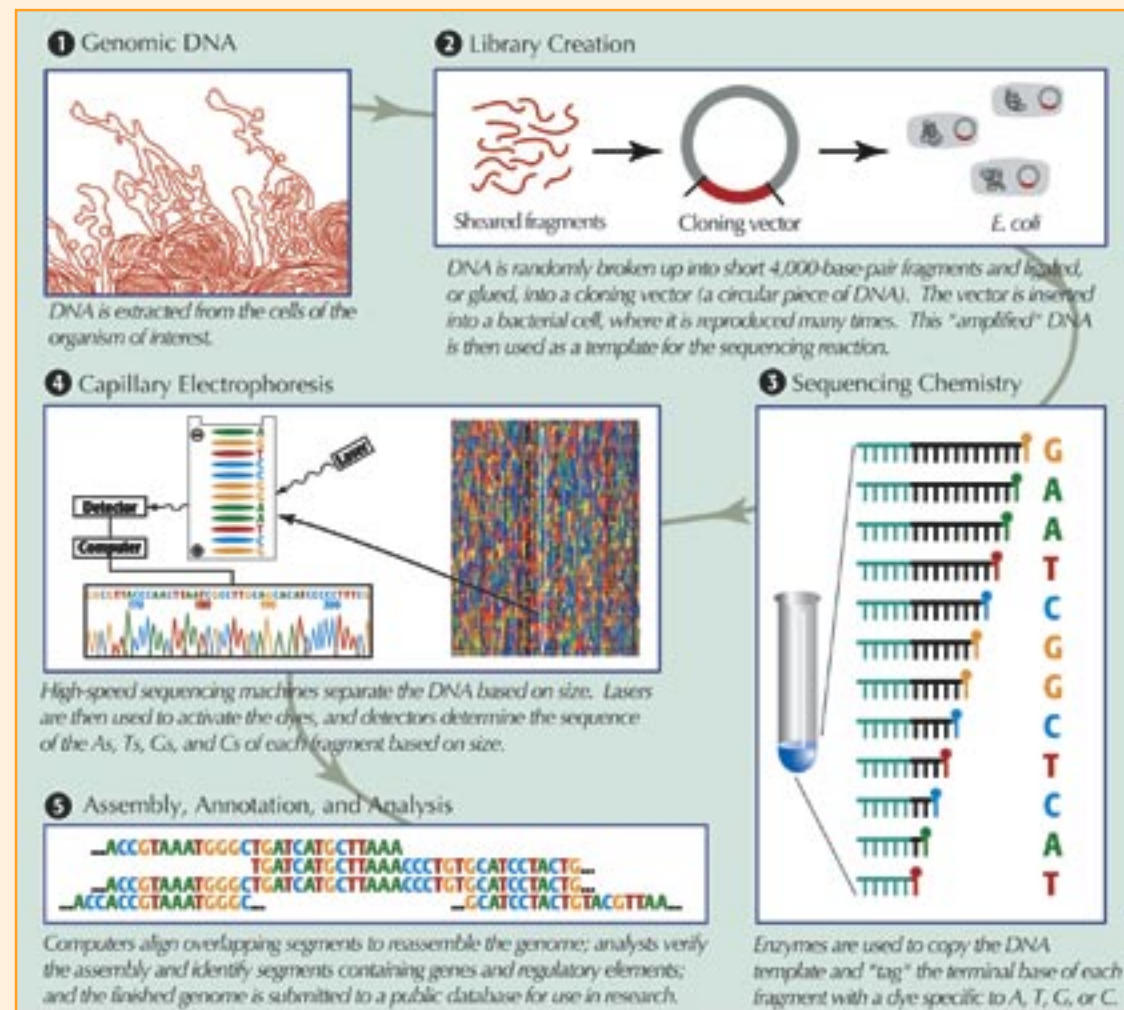 1 Genomic DNA
DNA is extracted from the cells of the
organism of interest.
2 Library Creation
Sheared fragments
Cloning vector
E. coli
DNA is randomly broken up into short 4,000-base-pair fragments and ligated,
or glued, into a cloning vector (a circular piece of DNA). The vector is inserted
into a bacterial cell, where it is reproduced many times. This "amplified" DNA
is then used as a template for the sequencing reaction.
3 Sequencing Chemistry
G
A
A
T
C
G
G
C
T
C
A
T
Enzymes are used to copy the DNA
template and "tag" the terminal base of each
fragment with a dye specific to A, T, G, or C.
4 Capillary Electrophoresis
Laser
Detector
Computer
High-speed sequencing machines separate the DNA based on size. Lasers
are then used to activate the dyes, and detectors determine the sequence
of the As, Ts, Gs, and Cs of each fragment based on size.
5 Assembly, Annotation, and Analysis
...ACCGTAAATGGGCTGATCATGCTTAAA
TGATCATGCTTAAACCCTGTGCATCCTACTG...
...ACCGTAAATGGGCTGATCATGCTTAAACCCTGTGCATCCTACTG...
...ACCACCGTAAATGGGC... ...GCATCCTACTGTACGTTAA...
Computers align overlapping segments to reassemble the genome; analysts verify
the assembly and identify segments containing genes and regulatory elements;
and the finished genome is submitted to a public database for use in research.